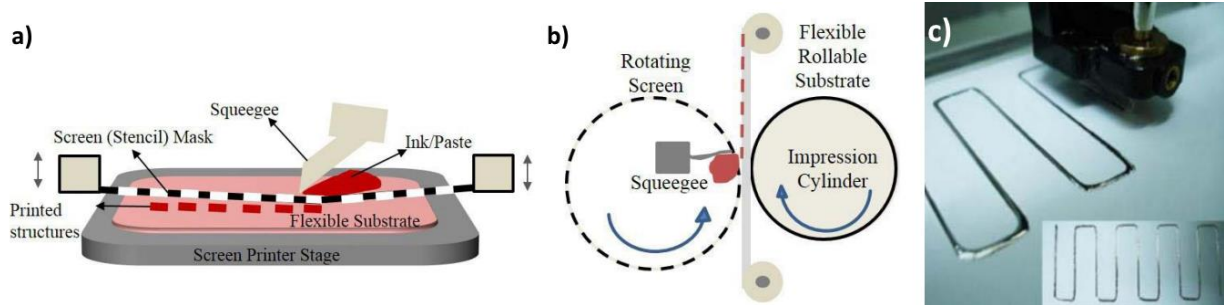 a)
Squeegee
Screen (Stencil) Mask
Ink/Paste
Printed
structures
Flexible Substrate
Screen Printer Stage
b)
Rotating
Screen
Flexible
Rollable
Substrate
Squeegee
Impression
Cylinder
c)